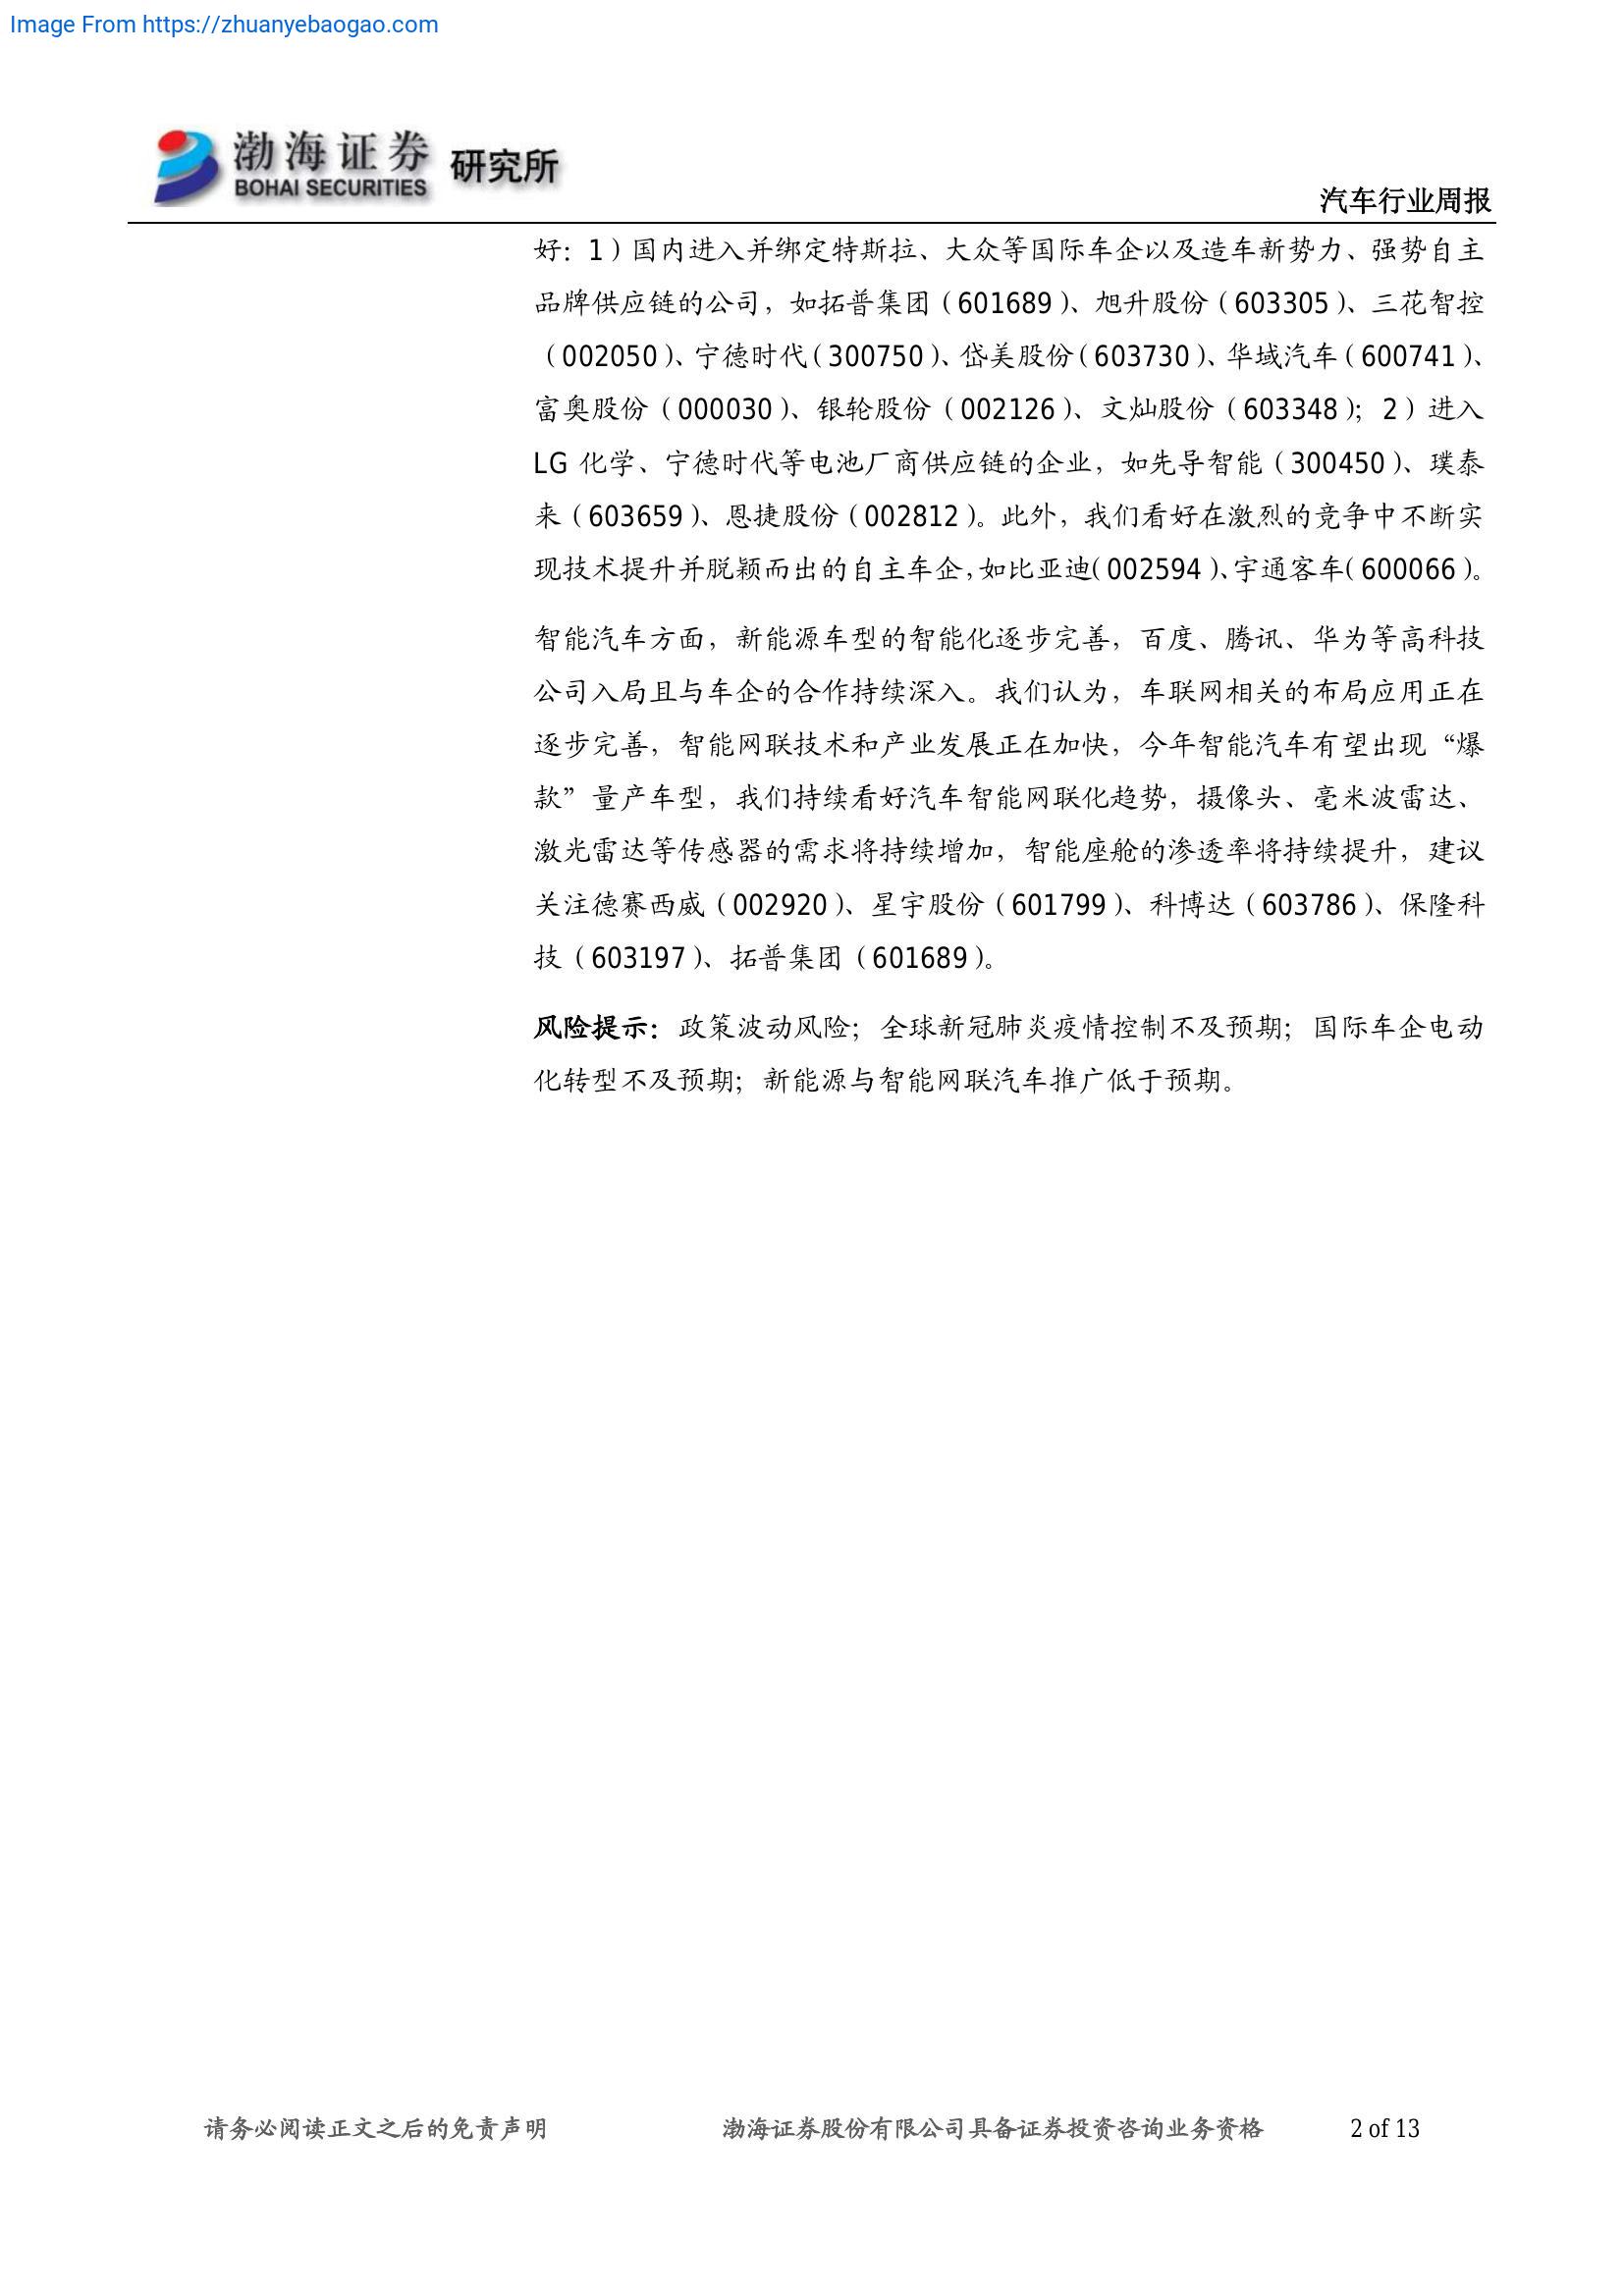 Image From https://zhuanyebaogao.com
渤海证券 研究所
BOHAI SECURITIES
汽车行业周报
好：1）国内进入并绑定特斯拉、大众等国际车企以及造车新势力、强势自主
品牌供应链的公司，如拓普集团（601689）、旭升股份（603305）、三花智控
（002050）、宁德时代（300750）、岱美股份（603730）、华域汽车（600741）、
富奥股份（000030）、银轮股份（002126）、文灿股份（603348）；2）进入
LG 化学、宁德时代等电池厂商供应链的企业，如先导智能（300450）、璞泰
来（603659）、恩捷股份（002812）。此外，我们看好在激烈的竞争中不断实
现技术提升并脱颖而出的自主车企，如比亚迪（002594）、宇通客车（600066）。
智能汽车方面，新能源车型的智能化逐步完善，百度、腾讯、华为等高科技
公司入局且与车企的合作持续深入。我们认为，车联网相关的布局应用正在
逐步完善，智能网联技术和产业发展正在加快，今年智能汽车有望出现“爆
款”量产车型，我们持续看好汽车智能网联化趋势，摄像头、毫米波雷达、
激光雷达等传感器的需求将持续增加，智能座舱的渗透率将持续提升，建议
关注德赛西威（002920）、星宇股份（601799）、科博达（603786）、保隆科
技（603197）、拓普集团（601689）。
风险提示：政策波动风险；全球新冠肺炎疫情控制不及预期；国际车企电动
化转型不及预期；新能源与智能网联汽车推广低于预期。
请务必阅读正文之后的免责声明 渤海证券股份有限公司具备证券投资咨询业务资格 2 of 13